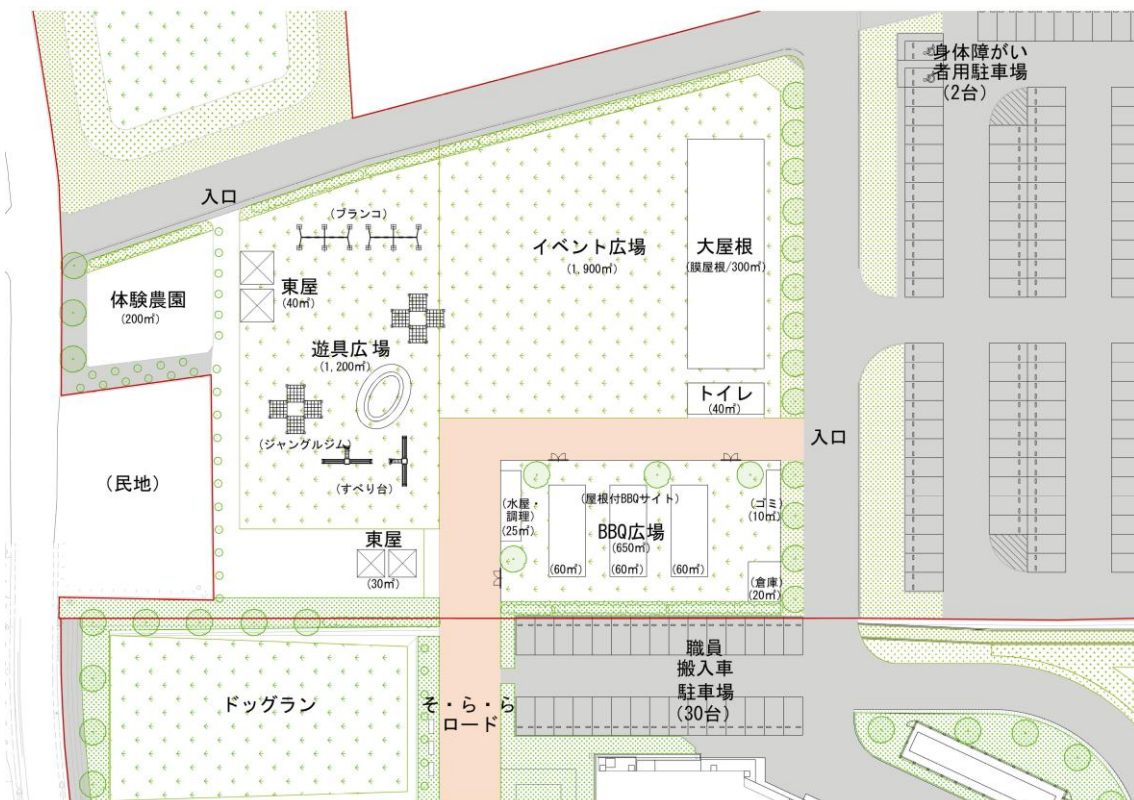 身体障がい
者用駐車場
(2台)
入口
(ブランコ)
イベント広場
(1,900㎡)
大屋根
(膜屋根/300㎡)
体験農園
(200㎡)
東屋
(40㎡)
遊具広場
(1,200㎡)
トイレ
(40㎡)
(ジャングルジム)
入口
(民地)
(すべり台)
(水屋・
調理)
(25㎡)
(屋根付BBQサイト)
(ゴミ)
(10㎡)
BBQ広場
(650㎡)
東屋
(30㎡)
(60㎡)
(60㎡)
(60㎡)
(倉庫)
(20㎡)
ドッグラン
そ・ら・ら
ロード
職員
搬入車
駐車場
(30台)